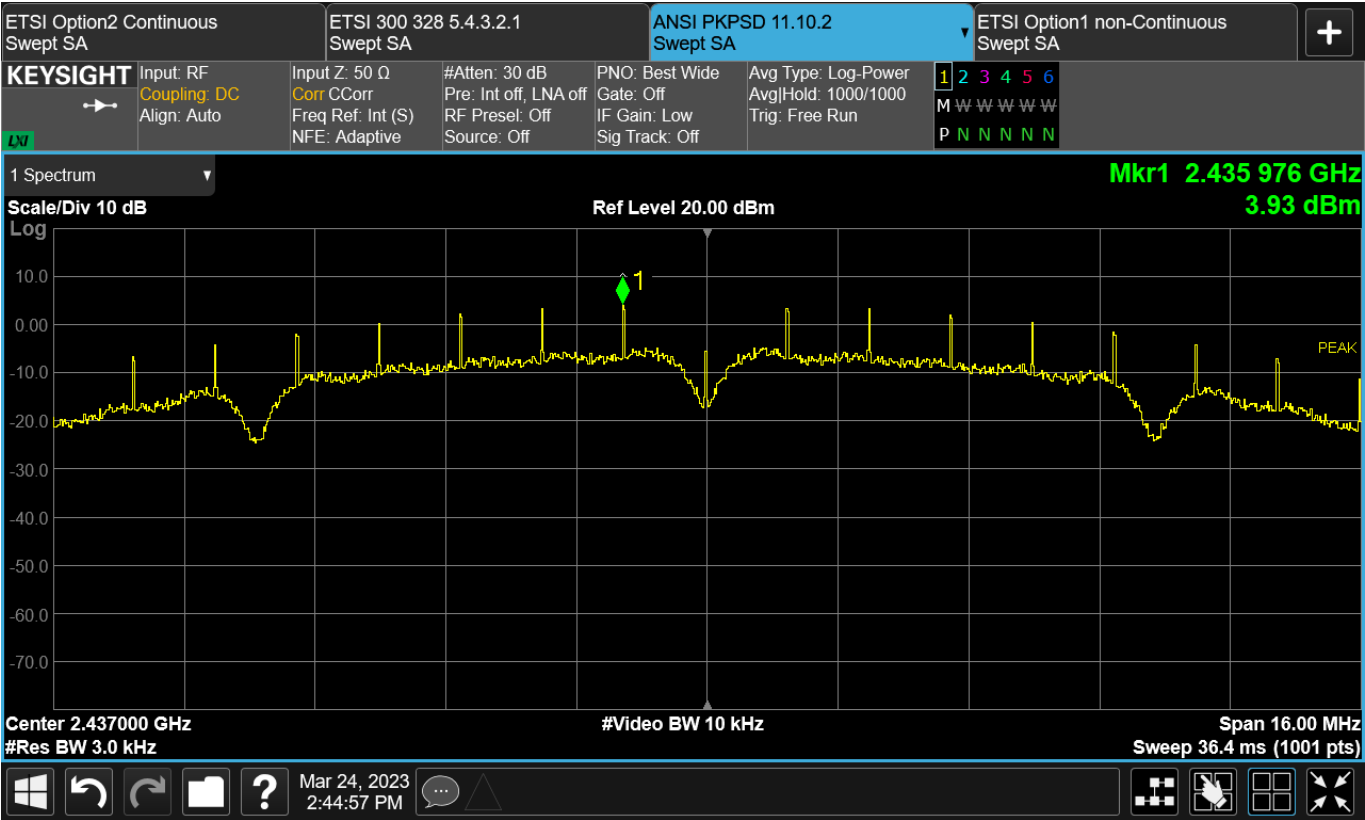 ETSI Option2 Continuous
Swept SA
ETSI 300 328 5.4.3.2.1
Swept SA
ANSI PKPSD 11.10.2
Swept SA
ETSI Option1 non-Continuous
Swept SA
+
KEYSIGHT
LXI
Input: RF
Coupling: DC
Align: Auto
Input Z: 50 Ω
Corr CCorr
Freq Ref: Int (S)
NFE: Adaptive
#Atten: 30 dB
Pre: Int off, LNA off
RF Presel: Off
Source: Off
PNO: Best Wide
Gate: Off
IF Gain: Low
Sig Track: Off
Avg Type: Log-Power
Avg|Hold: 1000/1000
Trig: Free Run
1 2 3 4 5 6
M W W W W W
P N N N N N
1 Spectrum
Mkr1 2.435 976 GHz
3.93 dBm
Scale/Div 10 dB
Ref Level 20.00 dBm
Log
10.0
0.00
-10.0
-20.0
-30.0
-40.0
-50.0
-60.0
-70.0
1
PEAK
Center 2.437000 GHz
#Video BW 10 kHz
Span 16.00 MHz
#Res BW 3.0 kHz
Sweep 36.4 ms (1001 pts)
?
Mar 24, 2023
2:44:57 PM